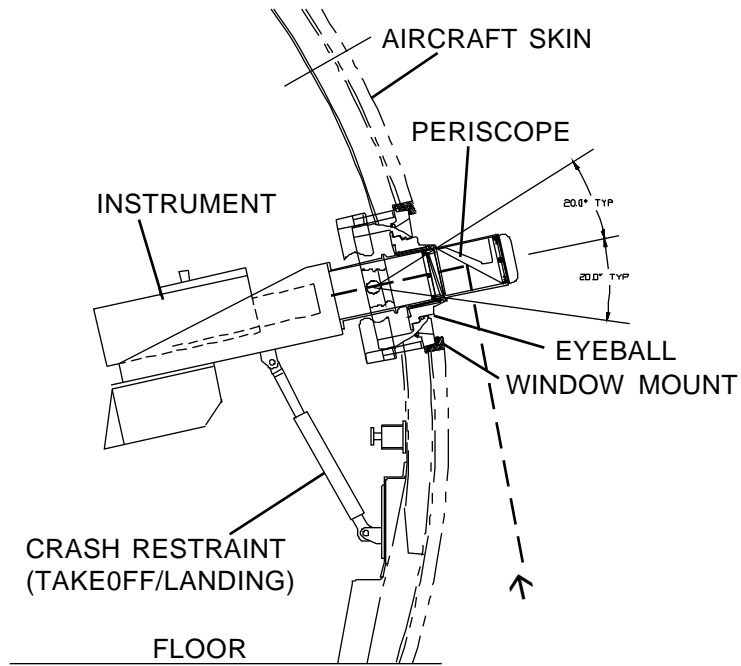 AIRCRAFT SKIN
PERISCOPE
INSTRUMENT
20.0° TYP
20.0° TYP
EYEBALL
WINDOW MOUNT
CRASH RESTRAINT
(TAKE0FF/LANDING)
FLOOR